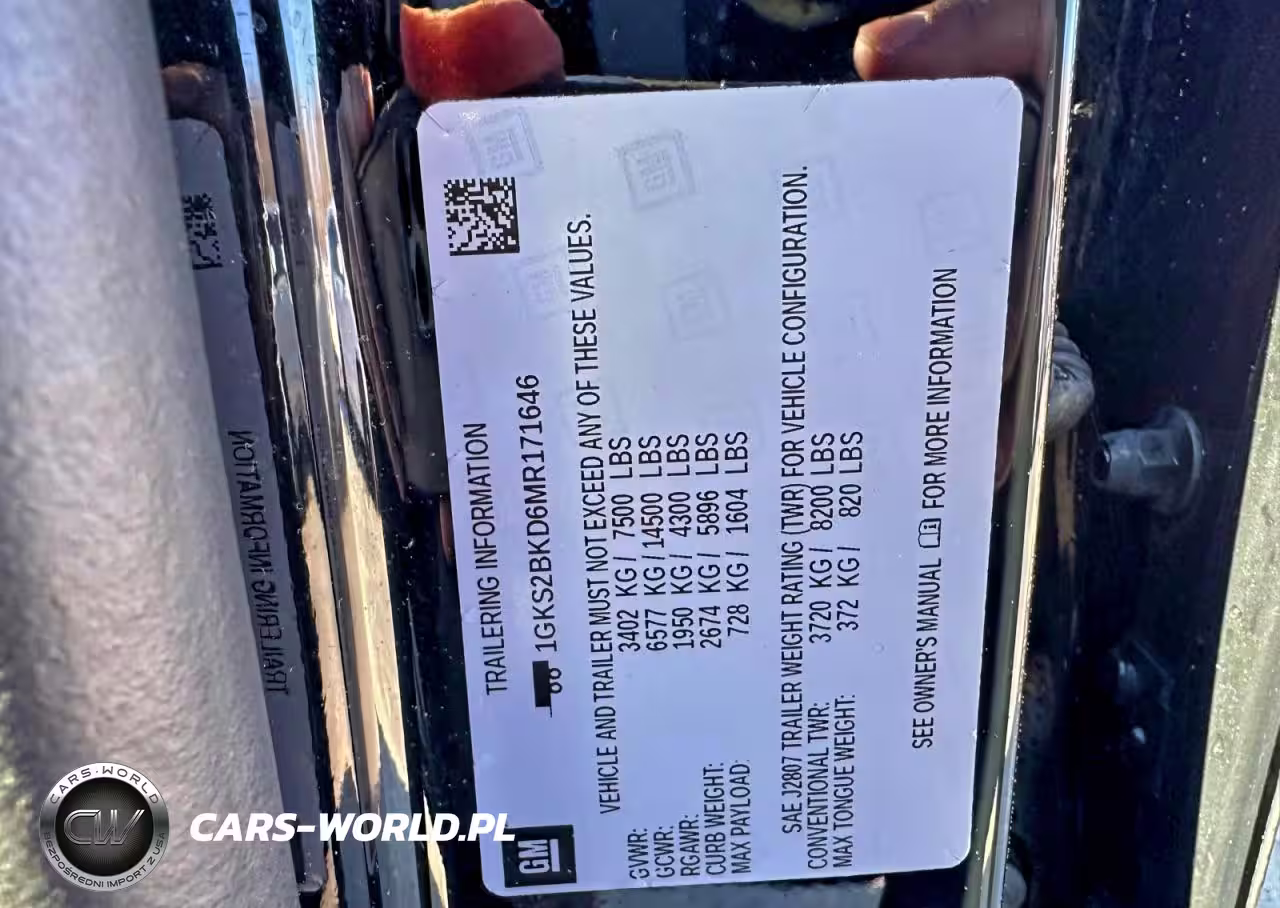 GM
TRAILERING INFORMATION
1GKS2BKD6MR171646
VEHICLE AND TRAILER MUST NOT EXCEED ANY OF THESE VALUES.
GVWR: 3402 KG / 7500 LBS
GCWR: 6577 KG / 14500 LBS
RGAWR: 1950 KG / 4300 LBS
CURB WEIGHT: 2674 KG / 5896 LBS
MAX PAYLOAD: 728 KG / 1604 LBS
SAE J2807 TRAILER WEIGHT RATING (TWR) FOR VEHICLE CONFIGURATION.
CONVENTIONAL TWR: 3720 KG / 8200 LBS
MAX TONGUE WEIGHT: 372 KG / 820 LBS
SEE OWNER'S MANUAL FOR MORE INFORMATION
TRAILERING INFORMATION
CARS-WORLD
CW
BEZPOŚREDNI IMPORT Z USA
CARS-WORLD.PL